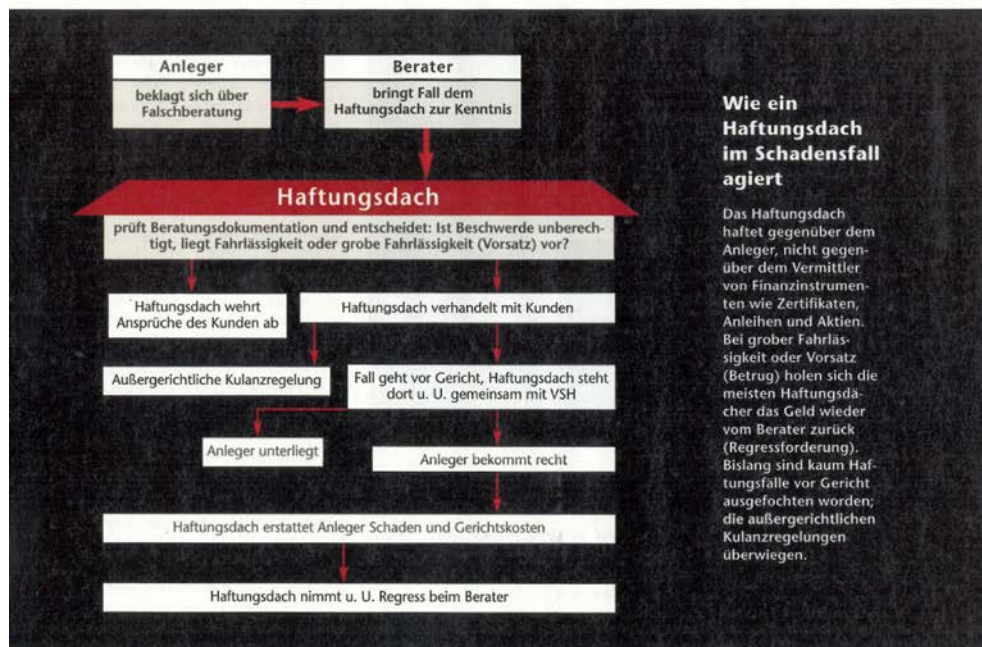 Anleger
beklagt sich über
Falschberatung
Berater
bringt Fall dem
Haftungsdach zur Kenntnis
Haftungsdach
prüft Beratungsdokumentation und entscheidet: Ist Beschwerde unberech-
tigt, liegt Fahrlässigkeit oder grobe Fahrlässigkeit (Vorsatz) vor?
Haftungsdach wehrt
Ansprüche des Kunden ab
Haftungsdach verhandelt mit Kunden
Außergerichtliche Kulanzregelung
Fall geht vor Gericht, Haftungsdach steht
dort u. U. gemeinsam mit VSH
Anleger unterliegt
Anleger bekommt recht
Haftungsdach erstattet Anleger Schaden und Gerichtskosten
Haftungsdach nimmt u. U. Regress beim Berater
Wie ein
Haftungsdach
im Schadensfall
agiert
Das Haftungsdach
haftet gegenüber dem
Anleger, nicht gegen-
über dem Vermittler
von Finanzinstrumen-
ten wie Zertifikaten,
Anleihen und Aktien.
Bei grober Fahrläs-
sigkeit oder Vorsatz
(Betrug) holen sich die
meisten Haftungsdä-
cher das Geld wieder
vom Berater zurück
(Regressforderung).
Bislang sind kaum Haf-
tungsfälle vor Gericht
ausgefochten worden;
die außergerichtlichen
Kulanzregelungen
überwiegen.